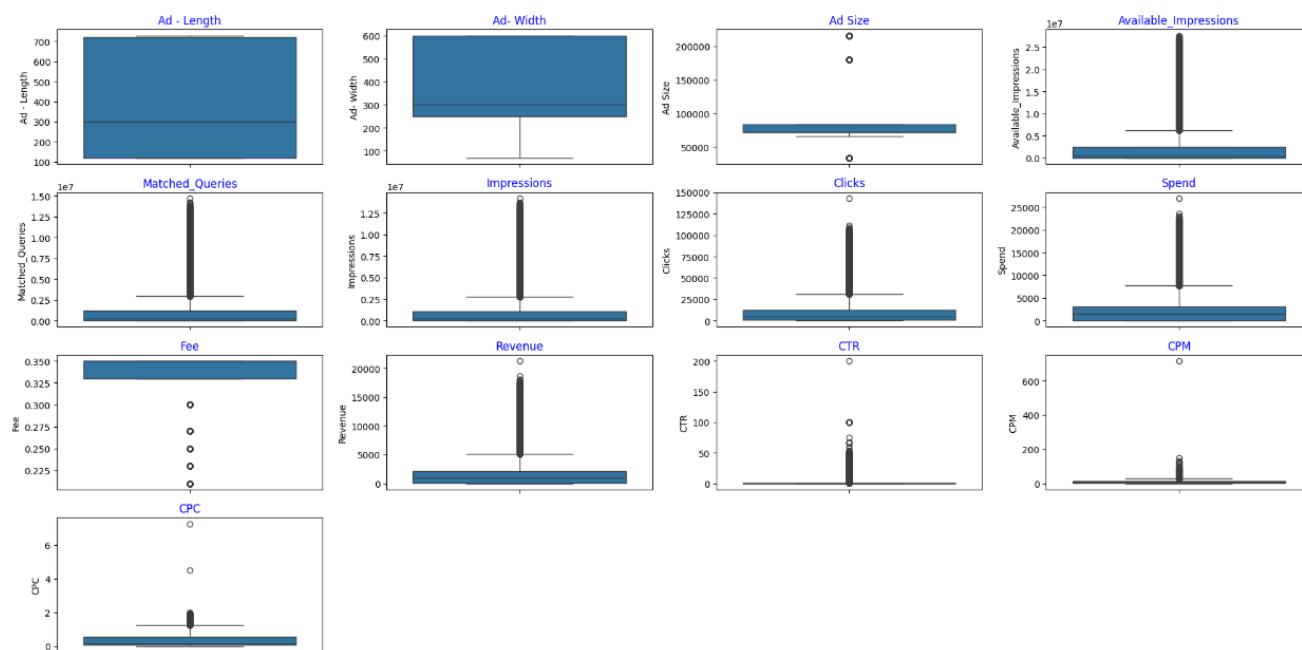 Ad - Length
Ad - Length
700
600
500
400
300
200
100
Ad- Width
Ad- Width
600
500
400
300
200
100
Ad Size
Ad Size
200000
150000
100000
50000
Available_Impressions
1e7
Available_Impressions
2.5
2.0
1.5
1.0
0.5
0.0
Matched_Queries
1e7
Matched_Queries
1.50
1.25
1.00
0.75
0.50
0.25
0.00
Impressions
1e7
Impressions
1.25
1.00
0.75
0.50
0.25
0.00
Clicks
Clicks
150000
125000
100000
75000
50000
25000
0
Spend
Spend
25000
20000
15000
10000
5000
0
Fee
Fee
0.350
0.325
0.300
0.275
0.250
0.225
Revenue
Revenue
20000
15000
10000
5000
0
CTR
CTR
200
150
100
50
0
CPM
CPM
600
400
200
0
CPC
CPC
6
4
2
0